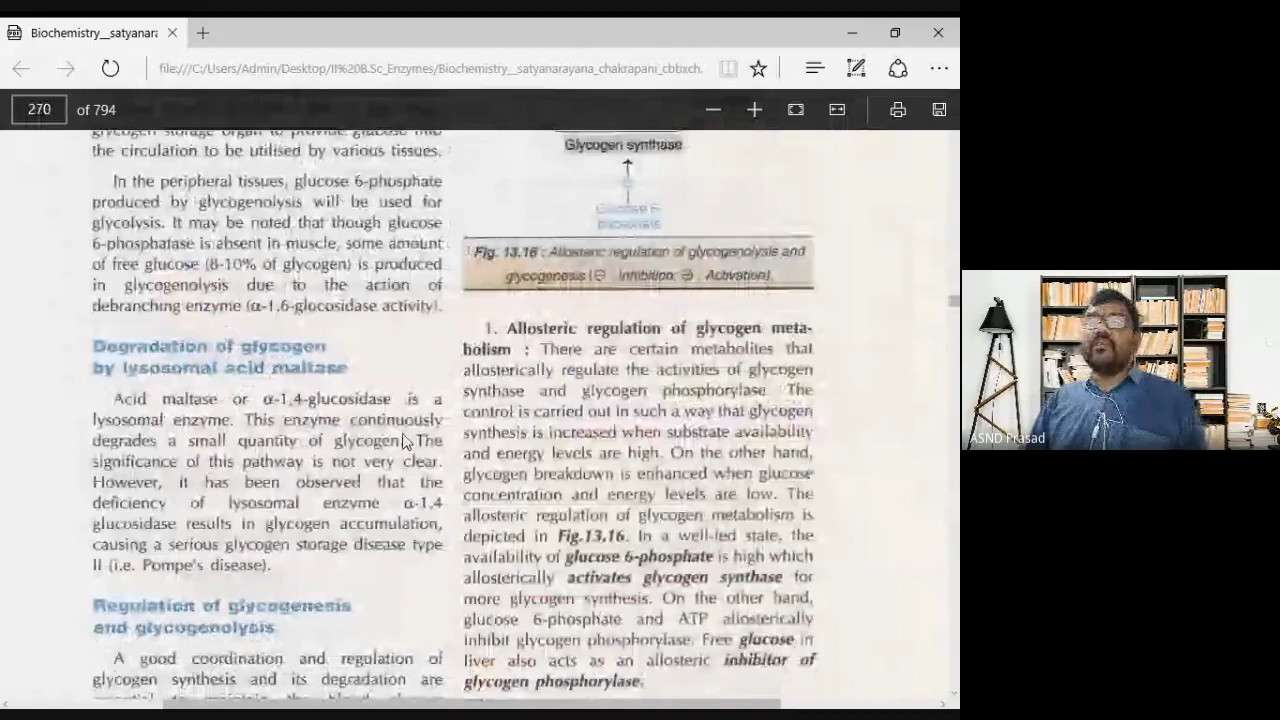 Biochemistry__satyanara
file:///C:/Users/Admin/Desktop/II%20B.Sc_Enzymes/Biochemistry__satyanarayana_chakrapani_cbbxch.
270 of 794
glycogen storage organ to provide glucose into
the circulation to be utilised by various tissues.
In the peripheral tissues, glucose 6-phosphate
produced by glycogenolysis will be used for
glycolysis. It may be noted that though glucose
6-phosphatase is absent in muscle, some amount
of free glucose (8-10% of glycogen) is produced
in glycogenolysis due to the action of
debranching enzyme (α-1,6-glucosidase activity).
Degradation of glycogen
by lysosomal acid maltase
Acid maltase or α-1,4-glucosidase is a
lysosomal enzyme. This enzyme continuously
degrades a small quantity of glycogen. The
significance of this pathway is not very clear.
However, it has been observed that the
deficiency of lysosomal enzyme α-1,4
glucosidase results in glycogen accumulation,
causing a serious glycogen storage disease type
II (i.e. Pompe's disease).
Regulation of glycogenesis
and glycogenolysis
A good coordination and regulation of
glycogen synthesis and its degradation are
Glycogen synthase
Glucose 6-
phosphate
Fig. 13.16 : Allosteric regulation of glycogenolysis and
glycogenesis (⊖ Inhibition, ⊕ Activation).
1. Allosteric regulation of glycogen meta-
bolism : There are certain metabolites that
allosterically regulate the activities of glycogen
synthase and glycogen phosphorylase. The
control is carried out in such a way that glycogen
synthesis is increased when substrate availability
and energy levels are high. On the other hand,
glycogen breakdown is enhanced when glucose
concentration and energy levels are low. The
allosteric regulation of glycogen metabolism is
depicted in Fig.13.16. In a well-fed state, the
availability of glucose 6-phosphate is high which
allosterically activates glycogen synthase for
more glycogen synthesis. On the other hand,
glucose 6-phosphate and ATP allosterically
inhibit glycogen phosphorylase. Free glucose in
liver also acts as an allosteric inhibitor of
glycogen phosphorylase.
ASND Prasad